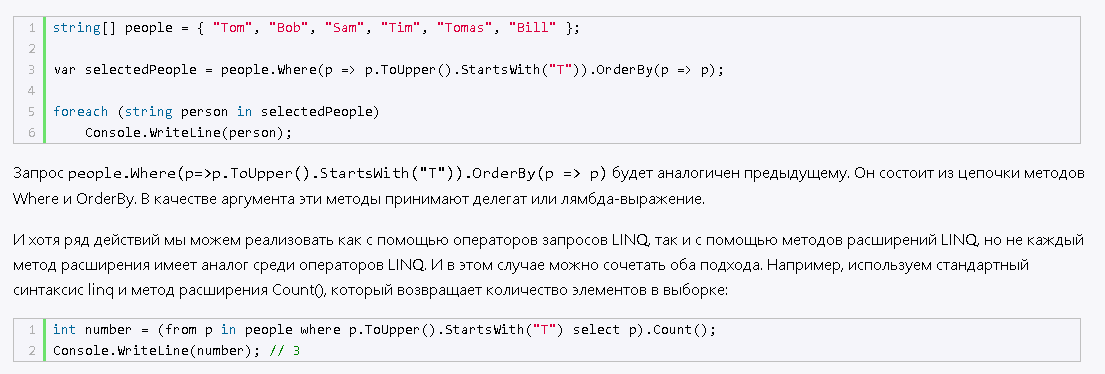 1 string[] people = { "Tom", "Bob", "Sam", "Tim", "Tomas", "Bill" };
2
3 var selectedPeople = people.Where(p => p.ToUpper().StartsWith("T")).OrderBy(p => p);
4
5 foreach (string person in selectedPeople)
6     Console.WriteLine(person);
Запрос people.Where(p=>p.ToUpper().StartsWith("T")).OrderBy(p => p) будет аналогичен предыдущему. Он состоит из цепочки методов
Where и OrderBy. В качестве аргумента эти методы принимают делегат или лямбда-выражение.
И хотя ряд действий мы можем реализовать как с помощью операторов запросов LINQ, так и с помощью методов расширений LINQ, но не каждый
метод расширения имеет аналог среди операторов LINQ. И в этом случае можно сочетать оба подхода. Например, используем стандартный
синтаксис linq и метод расширения Count(), который возвращает количество элементов в выборке:
1 int number = (from p in people where p.ToUpper().StartsWith("T") select p).Count();
2 Console.WriteLine(number); // 3